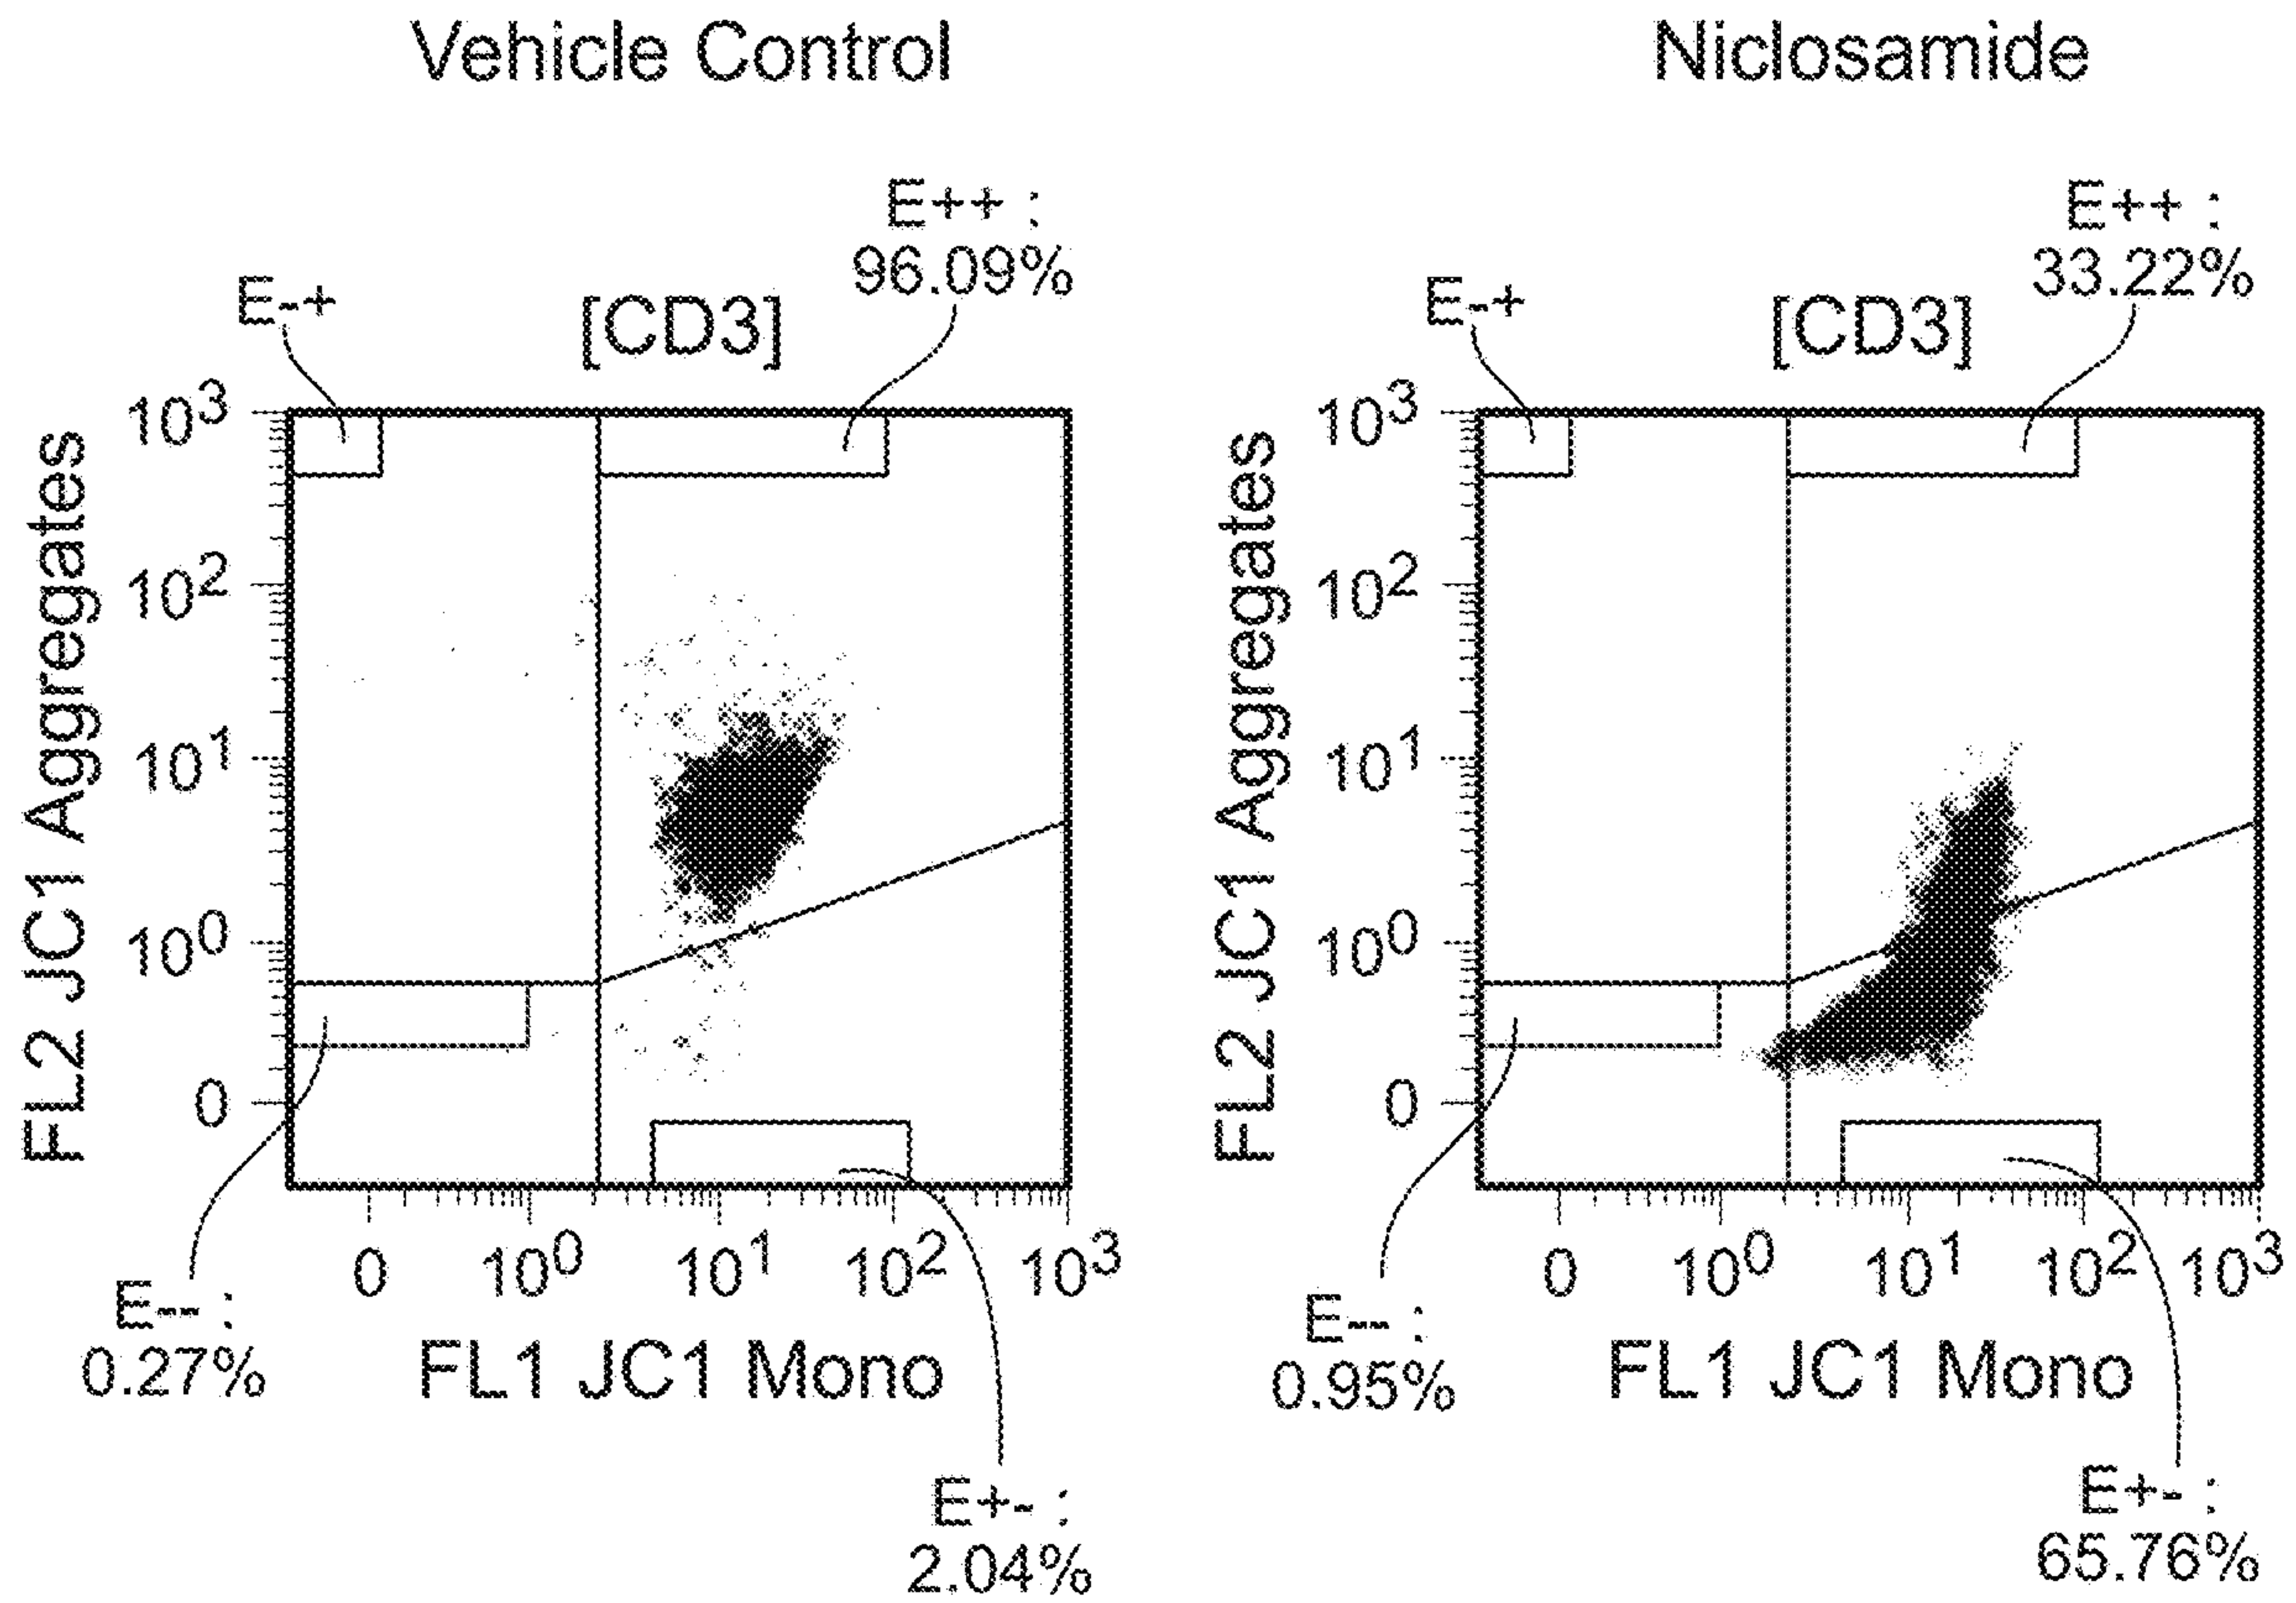 Vehicle Control
E++ :
96.09%
E-+
[CD3]
FL2 JC1 Aggregates
10³
10²
10¹
10⁰
0
0
10⁰
10¹
10²
10³
E-- :
0.27%
FL1 JC1 Mono
E+- :
2.04%
Niclosamide
E++ :
33.22%
E-+
[CD3]
FL2 JC1 Aggregates
10³
10²
10¹
10⁰
0
0
10⁰
10¹
10²
10³
E-- :
0.95%
FL1 JC1 Mono
E+- :
65.76%